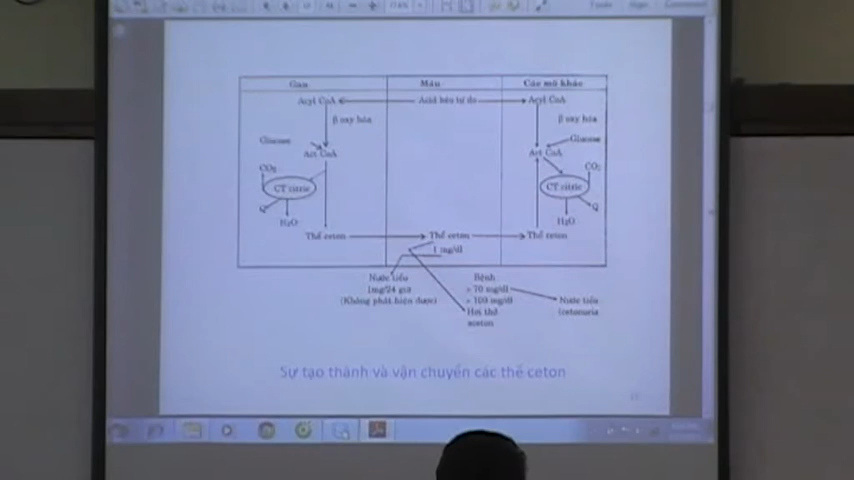 Gan Máu Các mô khác
Acyl CoA Acid béo tự do Acyl CoA
β oxy hóa β oxy hóa
Glucose Glucose
Act CoA Act CoA
CO₂ CO₂
CT citric CT citric
Q Q
H₂O H₂O
Thể ceton Thể ceton Thể ceton
1 mg/dl
Nước tiểu Bệnh
1mg/24 giờ > 70 mg/dl Nước tiểu
(Không phát hiện được) > 100 mg/dl (cetonuria
Hơi thở
aceton
Sự tạo thành và vận chuyển các thể ceton